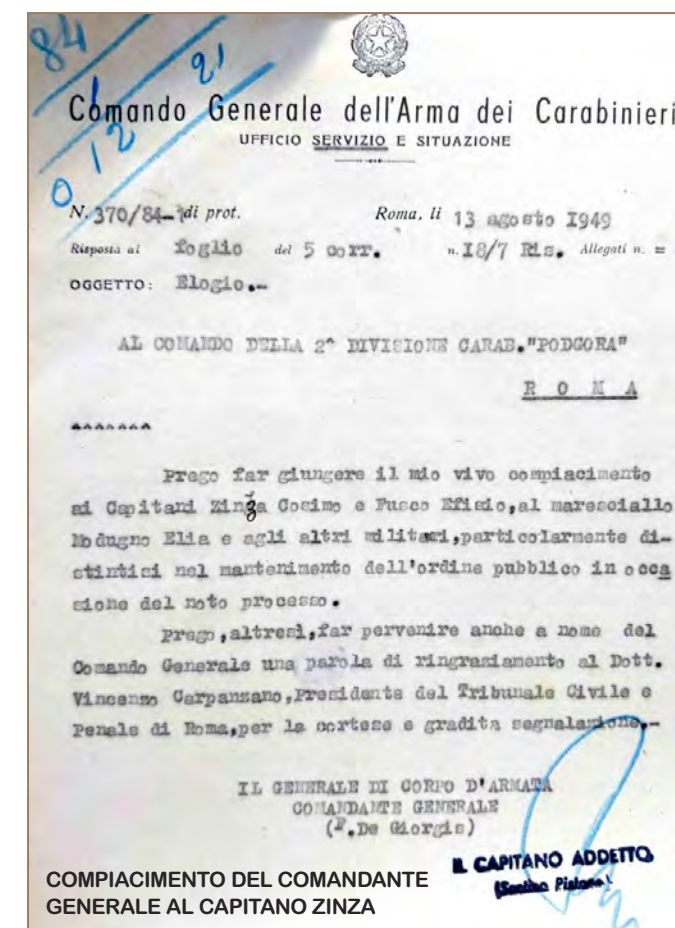 84
21
012
Comando Generale dell'Arma dei Carabinieri
UFFICIO SERVIZIO E SITUAZIONE
N. 370/84-1 di prot. Roma, li 13 agosto I949
Risposta al foglio del 5 corr. n. I8/7 Ris. Allegati n. =
OGGETTO: Elogio.-
AL COMANDO DELLA 2^ DIVISIONE CARAB."PODGORA"
R O M A
^^^^^^^
Prego far giungere il mio vivo compiacimento
ai Capitani Zinza Cosimo e Fusco Efisio,al maresciallo
Modugno Elia e agli altri militari,particolarmente di-
stintisi nel mantenimento dell'ordine pubblico in occa
sione del noto processo.
Prego,altresì,far pervenire anche a nome del
Comando Generale una parola di ringraziamento al Dott.
Vincenzo Carpanzano,Presidente del Tribunale Civile e
Penale di Roma,per la cortese e gradita segnalazione.-
IL GENERALE DI CORPO D'ARMATA
COMANDANTE GENERALE
(F.De Giorgis)
IL CAPITANO ADDETTO
COMPIACIMENTO DEL COMANDANTE
GENERALE AL CAPITANO ZINZA